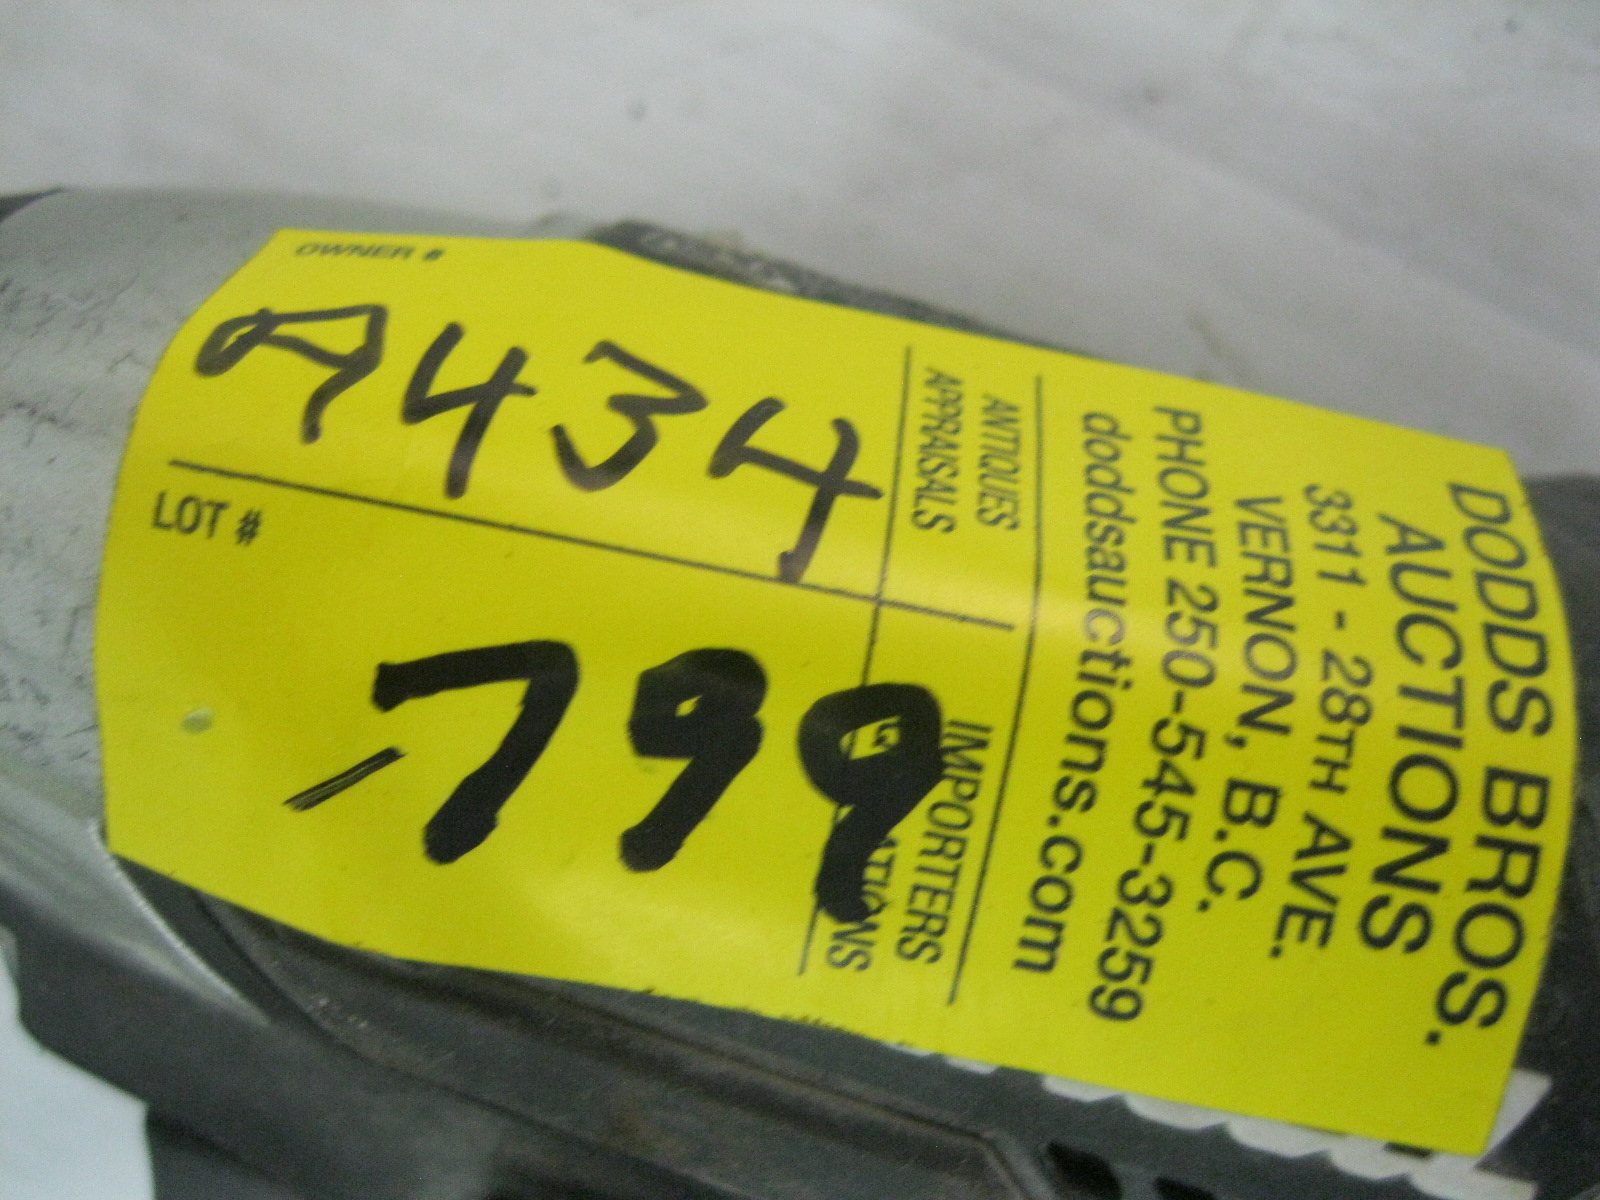 OWNER #
A434
LOT #
799
ANTIQUES
APPRAISALS
IMPORTERS
DODDS BROS.
AUCTIONS
3311 - 28TH AVE.
VERNON, B.C.
PHONE 250-545-3259
doddsauctions.com